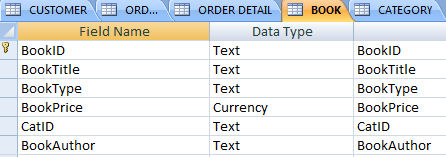 CUSTOMER ORD... ORDER DETAIL BOOK CATEGORY
Field Name Data Type
BookID Text BookID
BookTitle Text BookTitle
BookType Text BookType
BookPrice Currency BookPrice
CatID Text CatID
BookAuthor Text BookAuthor